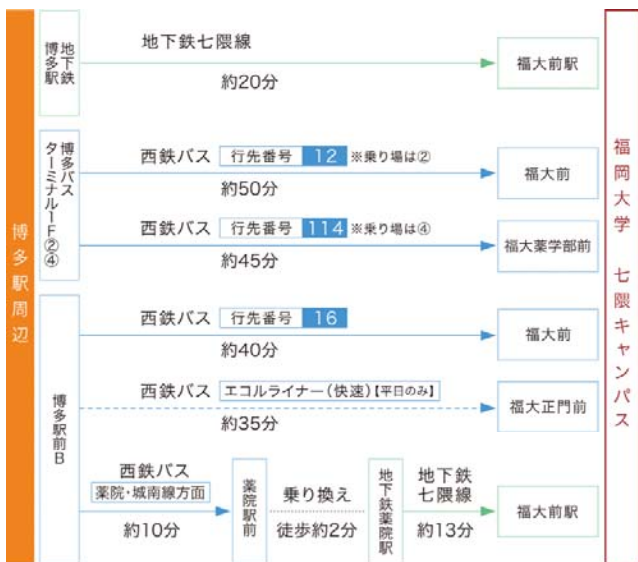 博多駅周辺
地下鉄
博多駅
地下鉄七隈線
約20分
福大前駅
博多バス
ターミナル1F②④
西鉄バス 行先番号 12 ※乗り場は②
約50分
福大前
西鉄バス 行先番号 114 ※乗り場は④
約45分
福大薬学部前
博多駅前B
西鉄バス 行先番号 16
約40分
福大前
西鉄バス エコルライナー(快速)【平日のみ】
約35分
福大正門前
西鉄バス
薬院・城南線方面
約10分
薬院駅前
乗り換え
徒歩約2分
地下鉄薬院駅
地下鉄
七隈線
約13分
福大前駅
福岡大学 七隈キャンパス